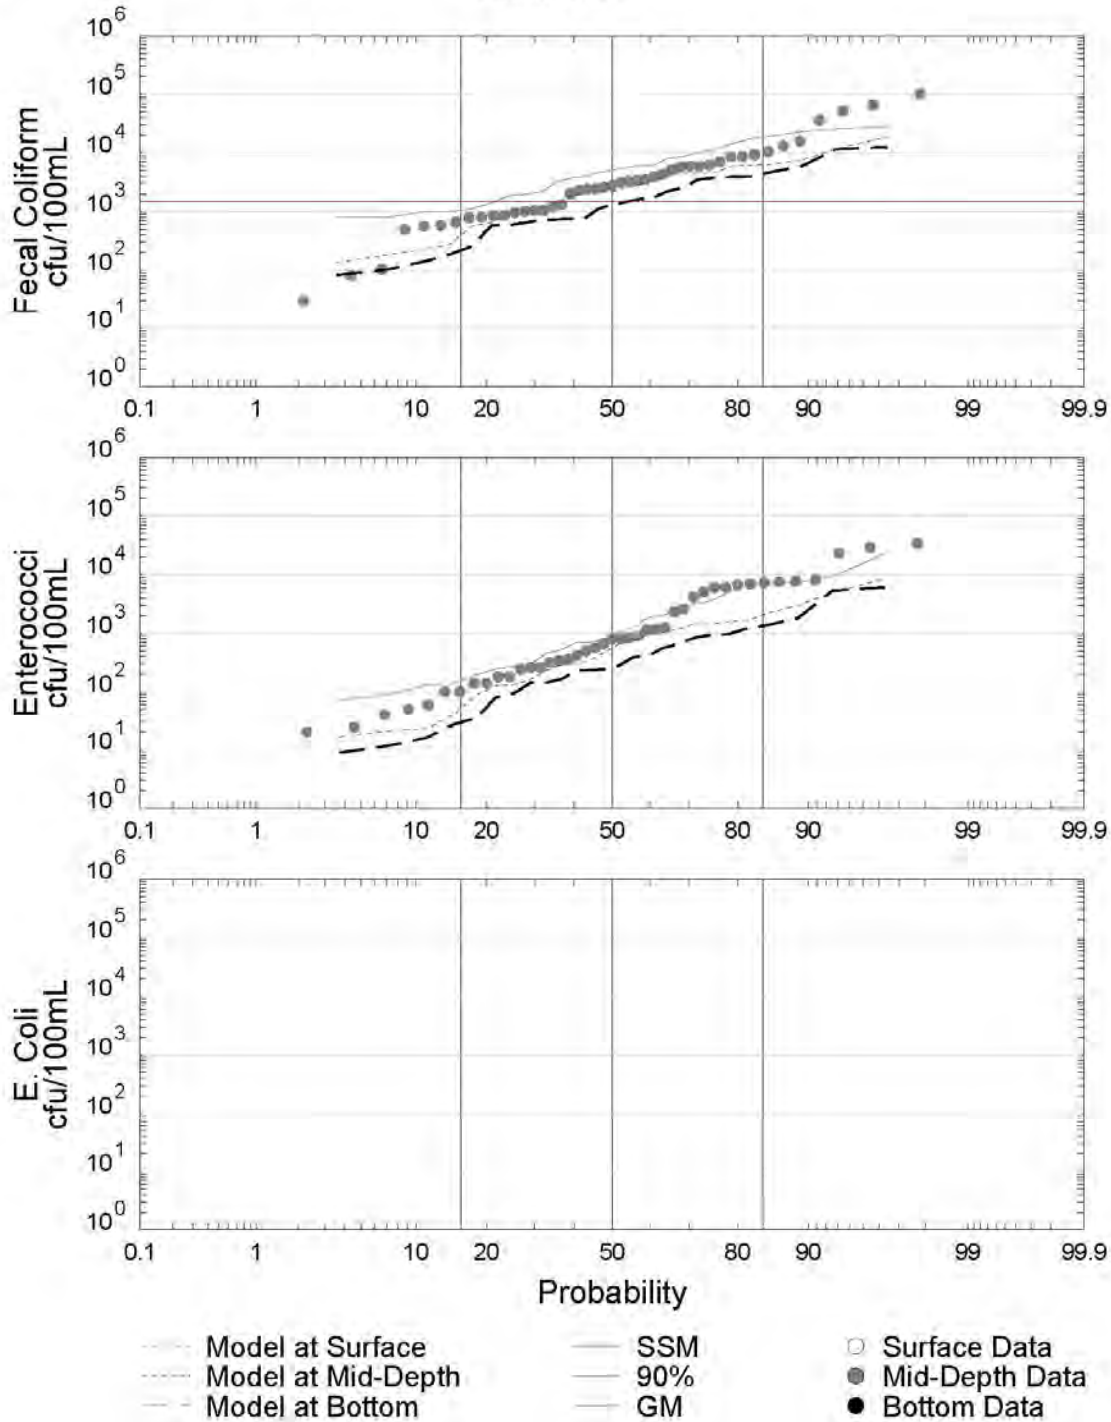 10^6
10^5
10^4
10^3
10^2
10^1
10^0
Fecal Coliform
cfu/100mL
0.1 1 10 20 50 80 90 99 99.9
10^6
10^5
10^4
10^3
10^2
10^1
10^0
Enterococci
cfu/100mL
0.1 1 10 20 50 80 90 99 99.9
10^6
10^5
10^4
10^3
10^2
10^1
10^0
E. Coli
cfu/100mL
0.1 1 10 20 50 80 90 99 99.9
Probability
Model at Surface SSM Surface Data
Model at Mid-Depth 90% Mid-Depth Data
Model at Bottom GM Bottom Data